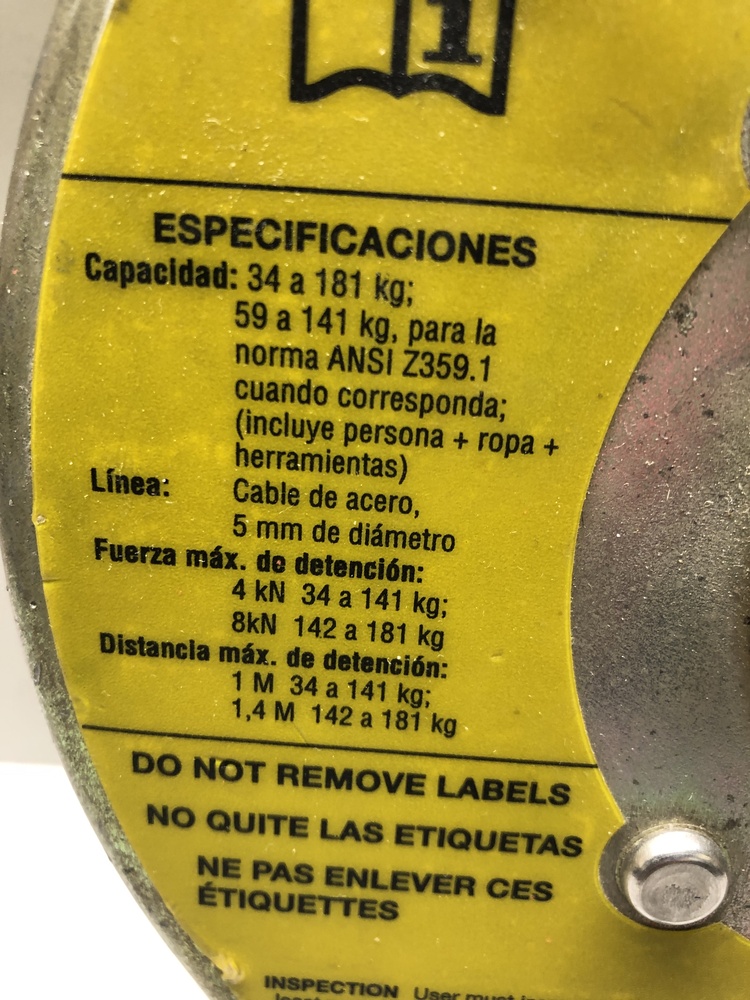 i
ESPECIFICACIONES
Capacidad: 34 a 181 kg;
59 a 141 kg, para la
norma ANSI Z359.1
cuando corresponda;
(incluye persona + ropa +
herramientas)
Línea: Cable de acero,
5 mm de diámetro
Fuerza máx. de detención:
4 kN 34 a 141 kg;
8kN 142 a 181 kg
Distancia máx. de detención:
1 M 34 a 141 kg;
1,4 M 142 a 181 kg
DO NOT REMOVE LABELS
NO QUITE LAS ETIQUETAS
NE PAS ENLEVER CES
ÉTIQUETTES
INSPECTION User must